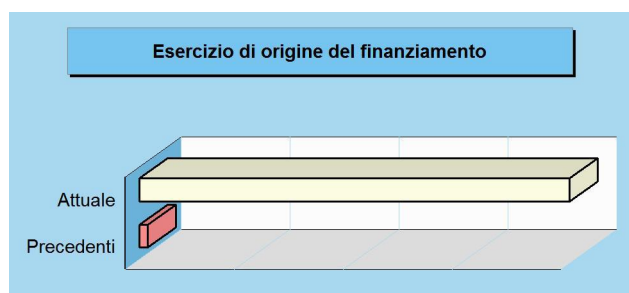 Esercizio di origine del finanziamento
Attuale
Precedenti